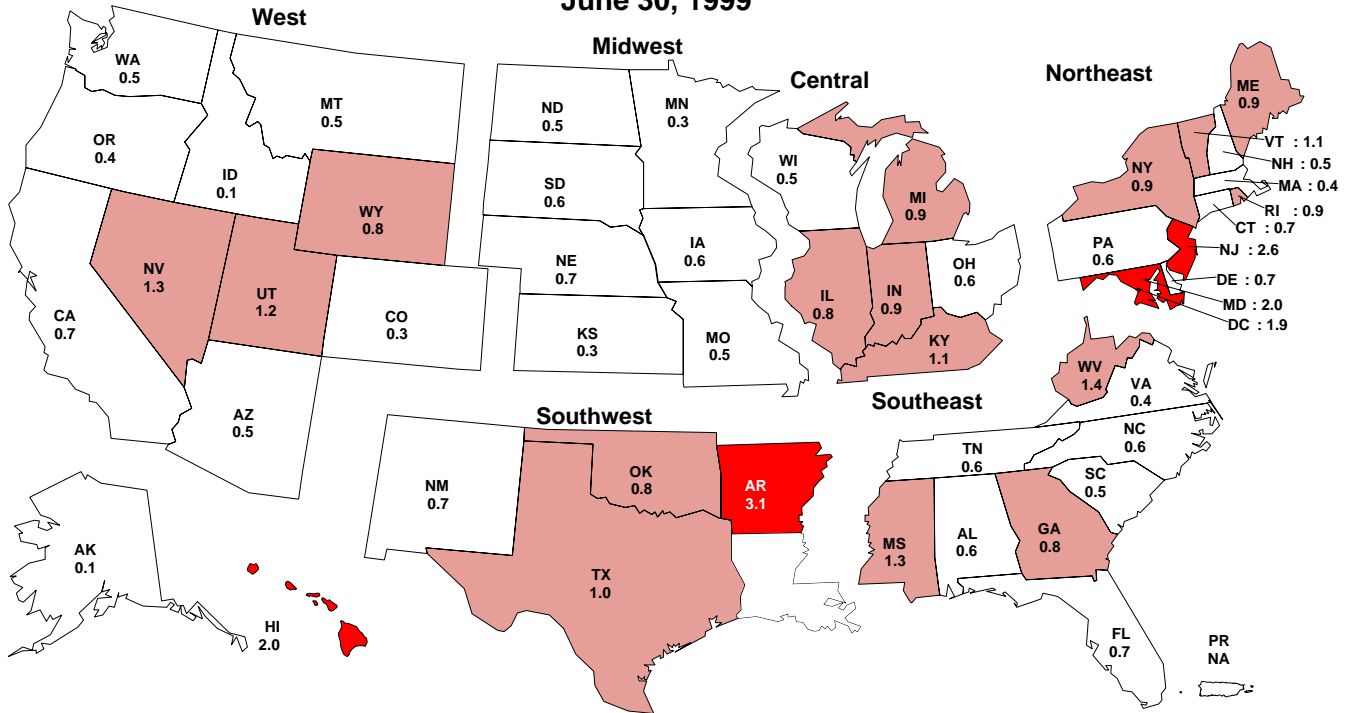 June 30, 1999
West
Midwest
Central
Northeast
WA
0.5
MT
0.5
OR
0.4
ID
0.1
WY
0.8
NV
1.3
UT
1.2
CA
0.7
CO
0.3
AZ
0.5
ND
0.5
MN
0.3
SD
0.6
NE
0.7
IA
0.6
KS
0.3
MO
0.5
WI
0.5
MI
0.9
IL
0.8
IN
0.9
OH
0.6
KY
1.1
ME
0.9
VT : 1.1
NH : 0.5
NY
0.9
MA : 0.4
RI : 0.9
CT : 0.7
PA
0.6
NJ : 2.6
DE : 0.7
MD : 2.0
DC : 1.9
Southwest
Southeast
WV
1.4
VA
0.4
NM
0.7
OK
0.8
AR
3.1
TX
1.0
TN
0.6
NC
0.6
SC
0.5
MS
1.3
AL
0.6
GA
0.8
FL
0.7
AK
0.1
HI
2.0
PR
NA